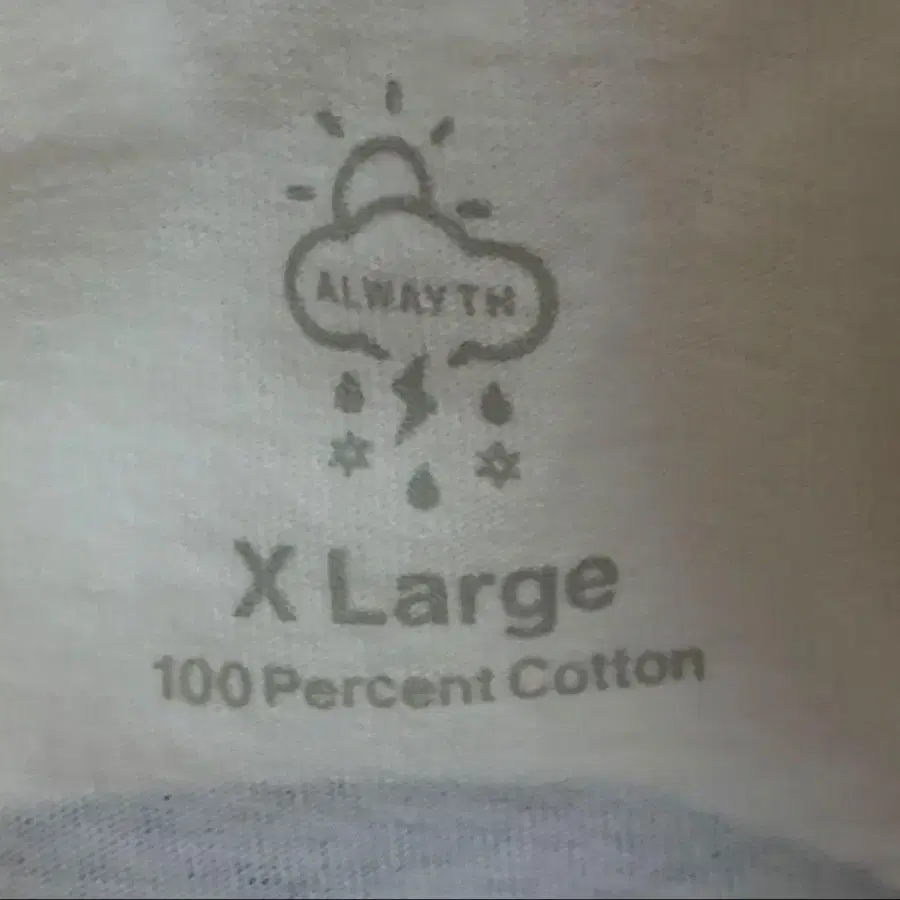 ALWAYTH
X Large
100 Percent Cotton